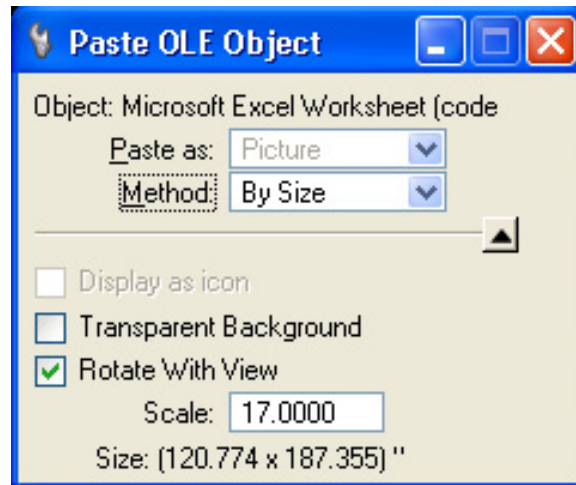 Paste OLE Object
Object: Microsoft Excel Worksheet (code
Paste as: Picture
Method: By Size
Display as icon
Transparent Background
Rotate With View
Scale: 17.0000
Size: (120.774 x 187.355) "